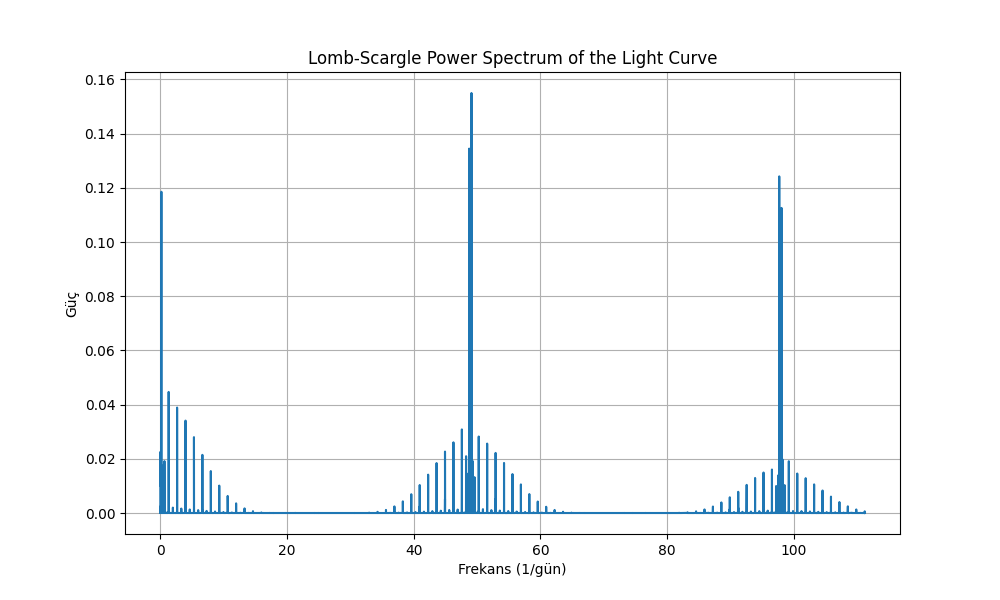 Lomb-Scargle Power Spectrum of the Light Curve
0.16
0.14
0.12
0.10
0.08
0.06
0.04
0.02
0.00
Güç
0 20 40 60 80 100
Frekans (1/gün)